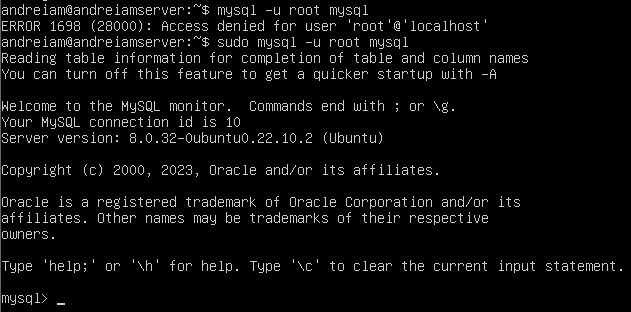 andreiam@andreiamserver:~$ mysql -u root mysql
ERROR 1698 (28000): Access denied for user 'root'@'localhost'
andreiam@andreiamserver:~$ sudo mysql -u root mysql
Reading table information for completion of table and column names
You can turn off this feature to get a quicker startup with -A

Welcome to the MySQL monitor.  Commands end with ; or \g.
Your MySQL connection id is 10
Server version: 8.0.32-0ubuntu0.22.10.2 (Ubuntu)

Copyright (c) 2000, 2023, Oracle and/or its affiliates.

Oracle is a registered trademark of Oracle Corporation and/or its
affiliates. Other names may be trademarks of their respective
owners.

Type 'help;' or '\h' for help. Type '\c' to clear the current input statement.

mysql> _